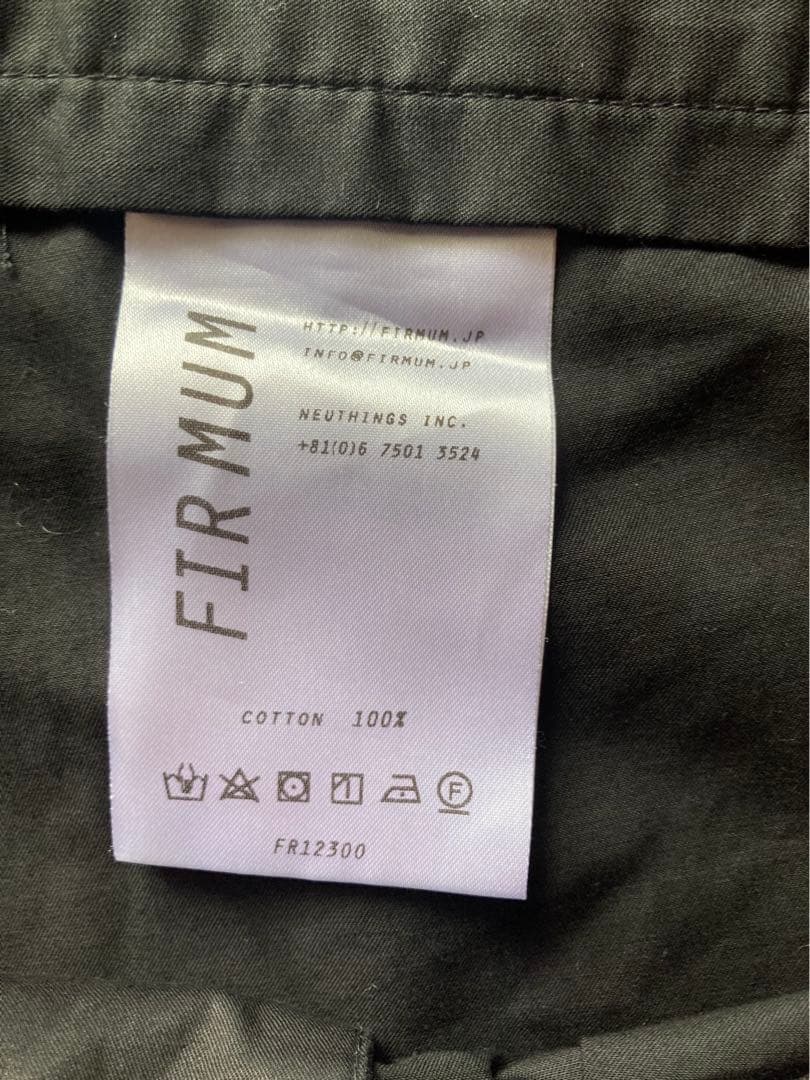 FIRMUM
HTTP://FIRMUM.JP
INFO@FIRMUM.JP
NEUTHINGS INC.
+81(0)6 7501 3524
COTTON 100%
F
FR12300